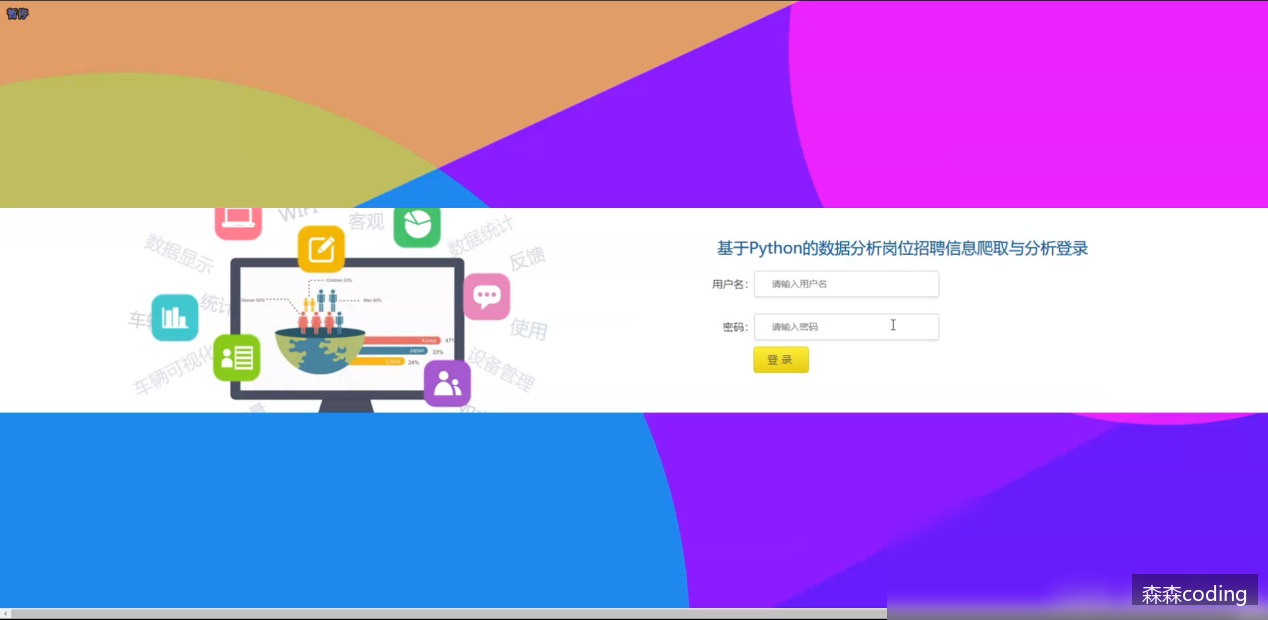 暂停
WiFi
客观
数据统计
数据显示
反馈
基于Python的数据分析岗位招聘信息爬取与分析登录
Children 23%
用户名：
请输入用户名
Women 50%
Men 60%
统计
使用
密码：
请输入密码
Korea
47%
Japan
33%
China
24%
车辆可视化
设备管理
登 录
森森coding